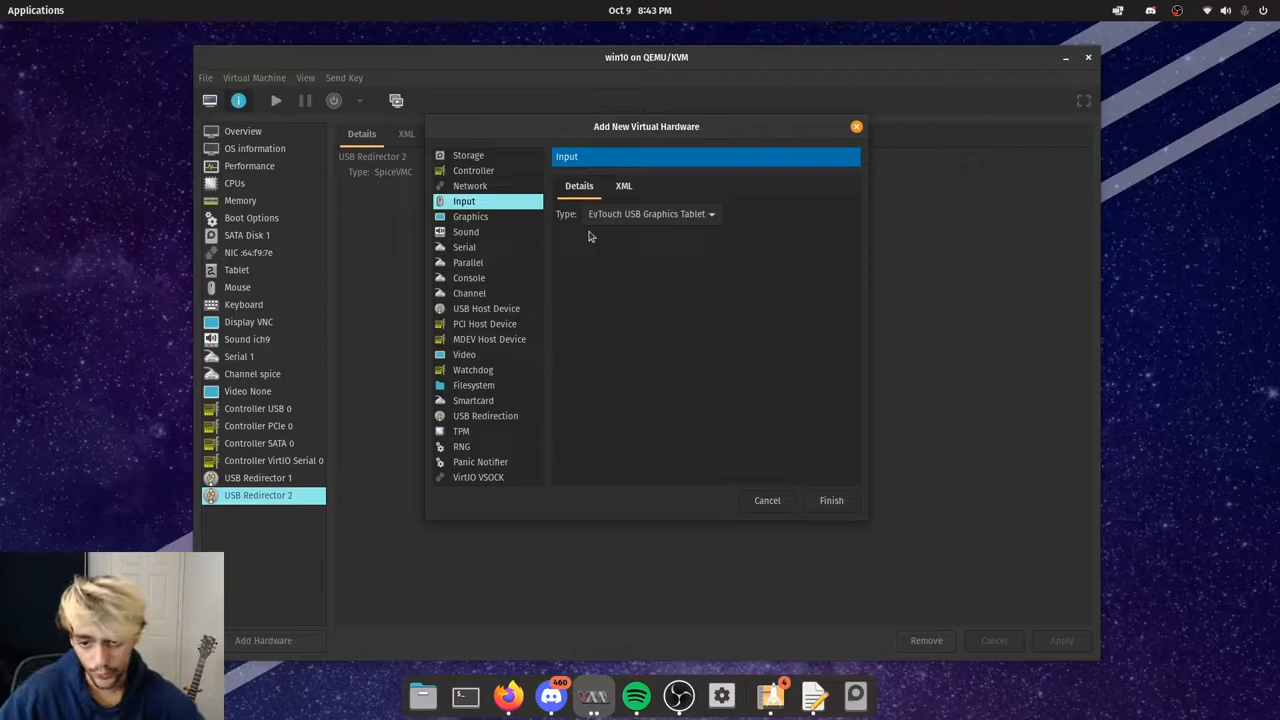 Applications
Oct 9 8:43 PM
win10 on QEMU/KVM
File Virtual Machine View Send Key
Overview
OS information
Performance
CPUs
Memory
Boot Options
SATA Disk 1
NIC :64:f9:7e
Tablet
Mouse
Keyboard
Display VNC
Sound ich9
Serial 1
Channel spice
Video None
Controller USB 0
Controller PCIe 0
Controller SATA 0
Controller VirtIO Serial 0
USB Redirector 1
USB Redirector 2
Add Hardware
Details XML
USB Redirector 2
Type: SpiceVMC
Add New Virtual Hardware
Storage
Controller
Network
Input
Graphics
Sound
Serial
Parallel
Console
Channel
USB Host Device
PCI Host Device
MDEV Host Device
Video
Watchdog
Filesystem
Smartcard
USB Redirection
TPM
RNG
Panic Notifier
VirtIO VSOCK
Input
Details XML
Type: EvTouch USB Graphics Tablet
Cancel Finish
Remove Cancel Apply
460
4